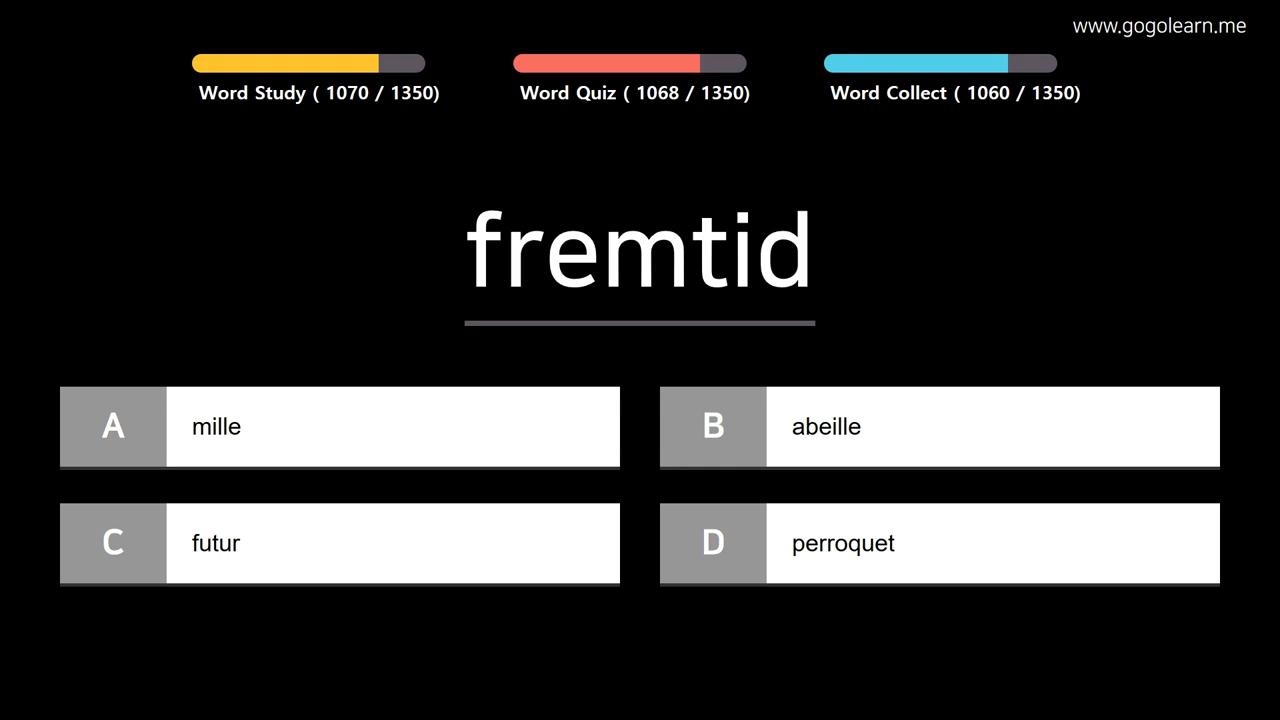 www.gogolearn.me
Word Study ( 1070 / 1350)
Word Quiz ( 1068 / 1350)
Word Collect ( 1060 / 1350)
fremtid
A mille
B abeille
C futur
D perroquet